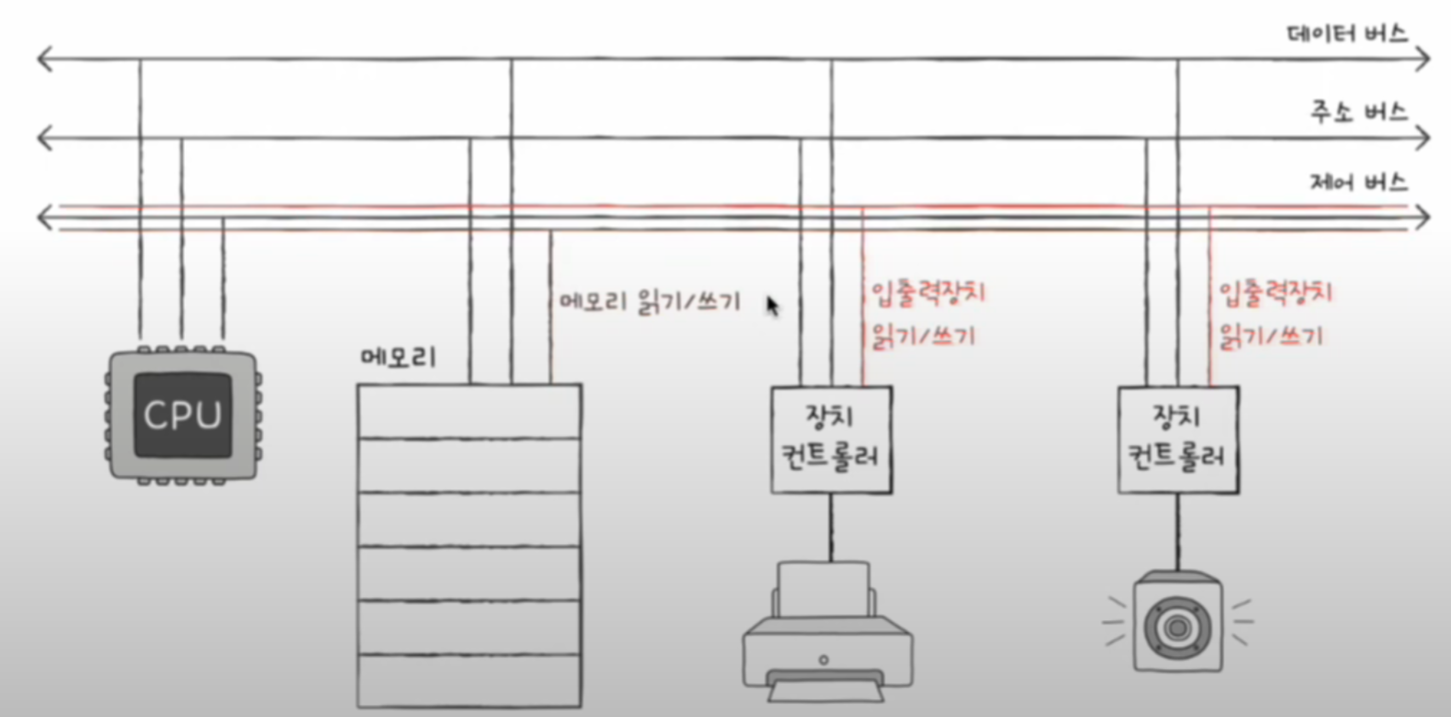 데이터 버스
주소 버스
제어 버스
메모리 읽기/쓰기
입출력장치
읽기/쓰기
입출력장치
읽기/쓰기
메모리
CPU
장치
컨트롤러
장치
컨트롤러